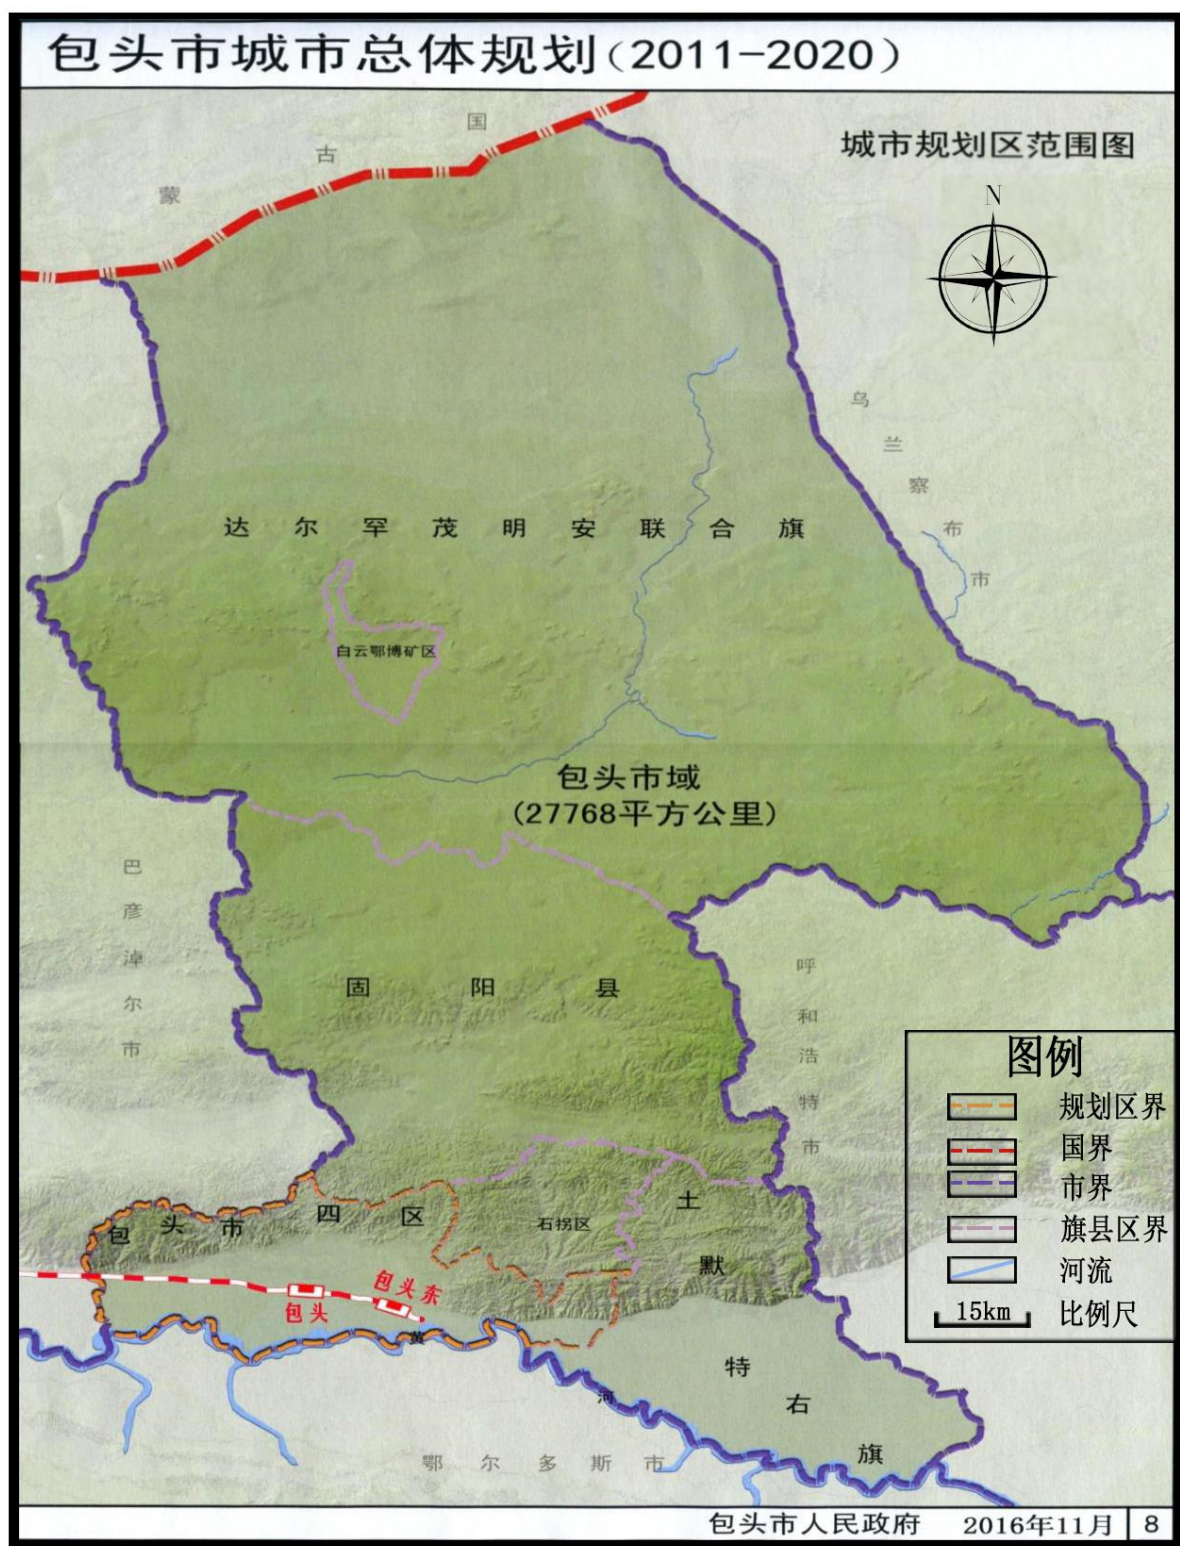 包头市城市总体规划（2011-2020）
城市规划区范围图
N
蒙古国
乌兰察布市
达尔罕茂明安联合旗
白云鄂博矿区
包头市域
(27768平方公里)
巴彦淖尔市
固阳县
呼和浩特市
图例
规划区界
国界
市界
旗县区界
河流
15km 比例尺
包头市四区
石拐区
土默特右旗
包头
包头东
黄河
鄂尔多斯市
包头市人民政府 2016年11月 8